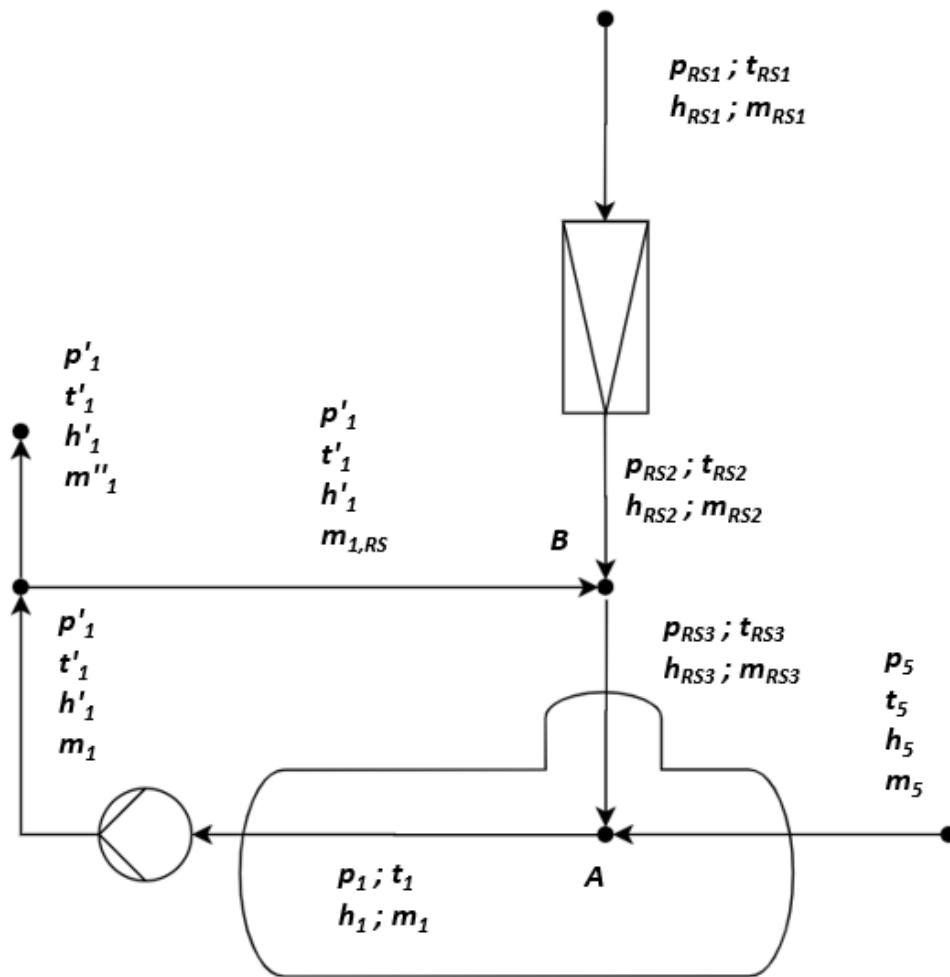 p_RS1 ; t_RS1
h_RS1 ; m_RS1
p'_1
t'_1
h'_1
m''_1
p'_1
t'_1
h'_1
m_1,RS
p_RS2 ; t_RS2
h_RS2 ; m_RS2
B
p'_1
t'_1
h'_1
m_1
p_RS3 ; t_RS3
h_RS3 ; m_RS3
p_5
t_5
h_5
m_5
p_1 ; t_1
h_1 ; m_1
A